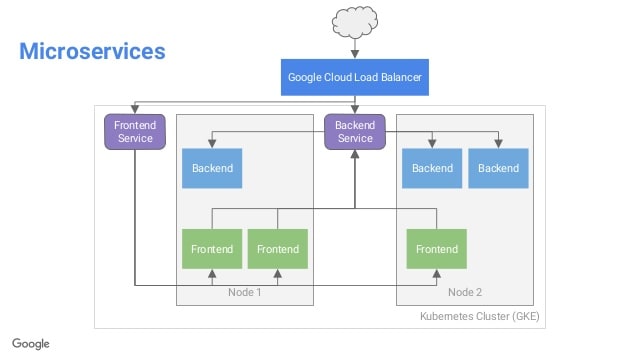 Microservices
Google Cloud Load Balancer
Frontend
Service
Backend
Service
Backend
Backend
Backend
Frontend
Frontend
Frontend
Node 1
Node 2
Kubernetes Cluster (GKE)
Google